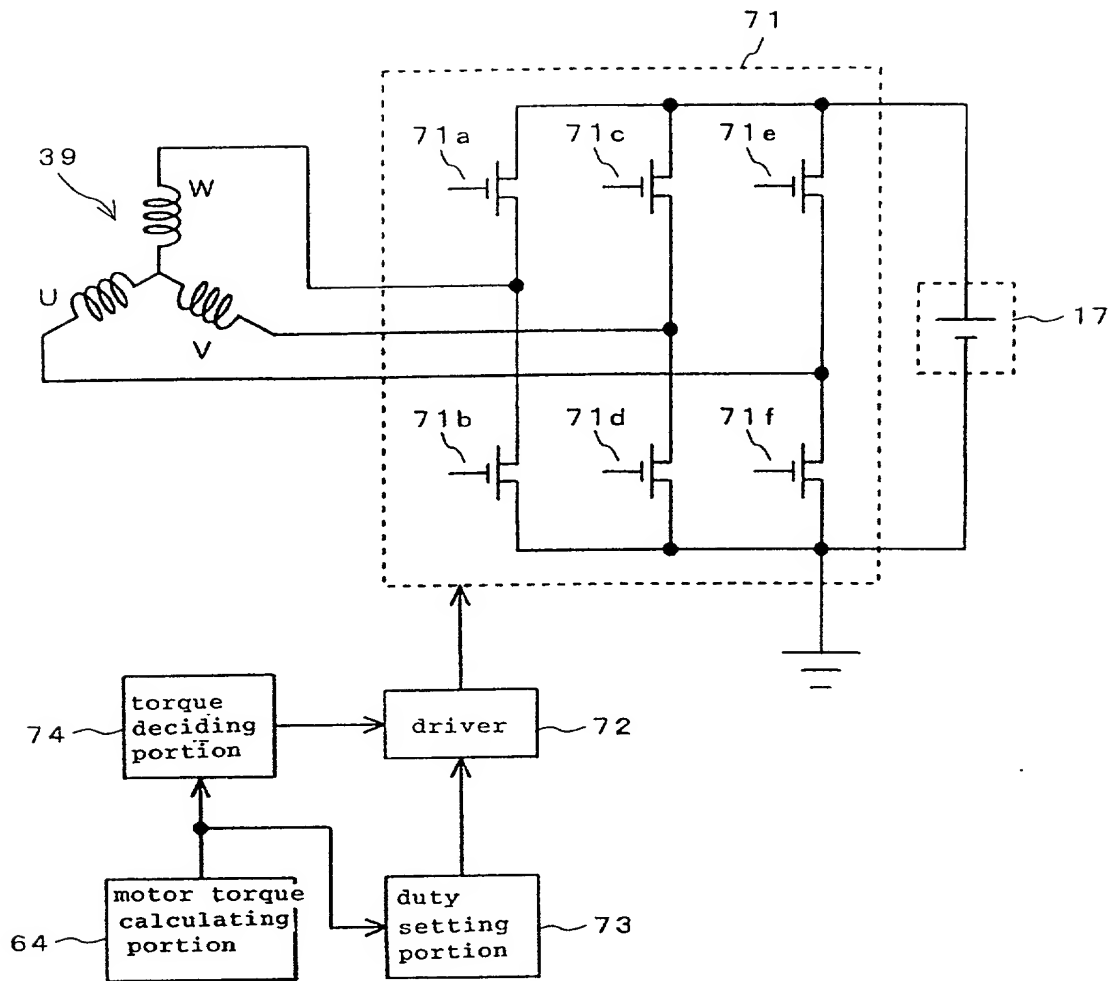 71
71a
71c
71e
39
W
U
V
17
71b
71d
71f
torque
deciding
portion
74
driver
72
motor torque
calculating
portion
64
duty
setting
portion
73